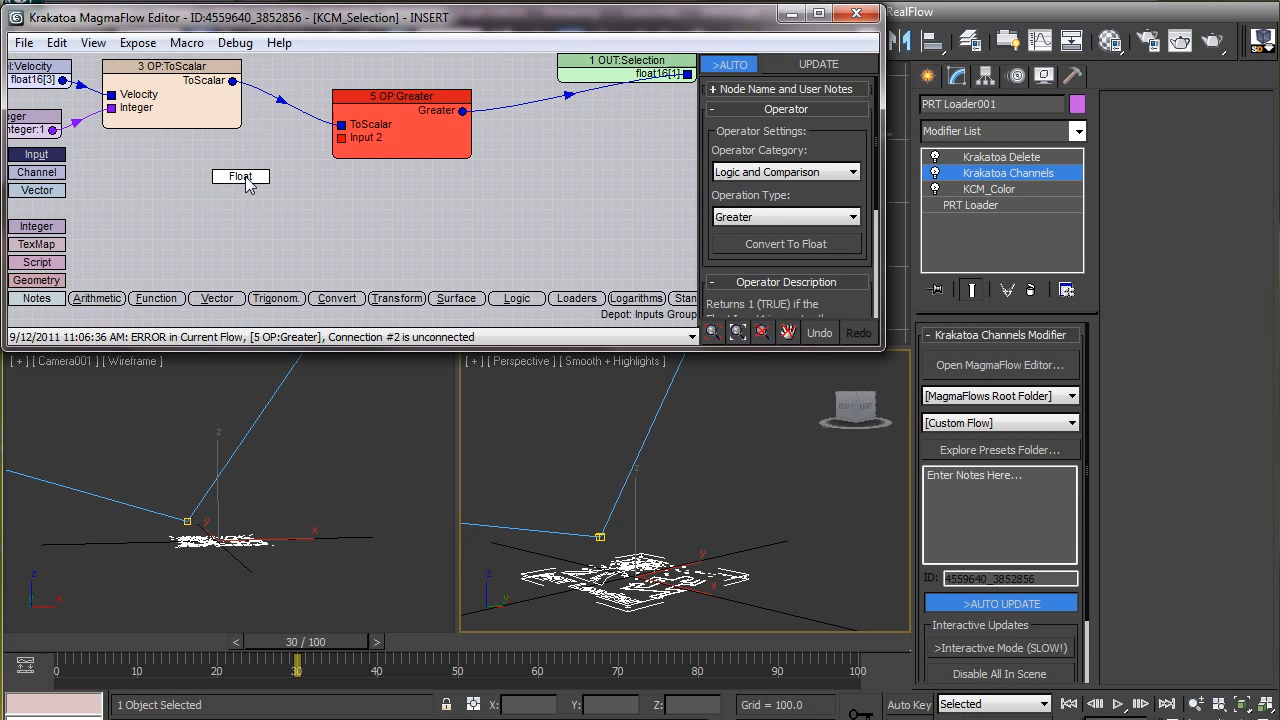 Krakatoa MagmaFlow Editor - ID:4559640_3852856 - [KCM_Selection] - INSERT
RealFlow
File Edit View Expose Macro Debug Help
l:Velocity
float16[3]
3 OP:ToScalar
ToScalar
Velocity
Integer
eger
nteger:1
5 OP:Greater
Greater
ToScalar
Input 2
1 OUT:Selection
float16[1]
>AUTO UPDATE
+ Node Name and User Notes
- Operator
Operator Settings:
Operator Category:
Logic and Comparison
Operation Type:
Greater
Convert To Float
- Operator Description
Returns 1 (TRUE) if the
Input
Channel
Vector
Float
Integer
TexMap
Script
Geometry
Notes
Arithmetic Function Vector Trigonom. Convert Transform Surface Logic Loaders Logarithms Stan
Depot: Inputs Group
9/12/2011 11:06:36 AM: ERROR in Current Flow, [5 OP:Greater], Connection #2 is unconnected
Undo Redo
PRT Loader001
Modifier List
Krakatoa Delete
Krakatoa Channels
KCM_Color
PRT Loader
- Krakatoa Channels Modifier
Open MagmaFlow Editor...
[MagmaFlows Root Folder]
[Custom Flow]
Explore Presets Folder...
Enter Notes Here...
ID: 4559640_3852856
>AUTO UPDATE
Interactive Updates
>Interactive Mode (SLOW!)
Disable All In Scene
[ + ] [ Camera001 ] [ Wireframe ]
z
y
x
z
x
y
[ + ] [ Perspective ] [ Smooth + Highlights ]
z
y
x
z
y
x
< 30 / 100 >
0 10 20 30 40 50 60 70 80 90 100
1 Object Selected
X: Y: Z:
Grid = 100.0
Auto Key
Selected